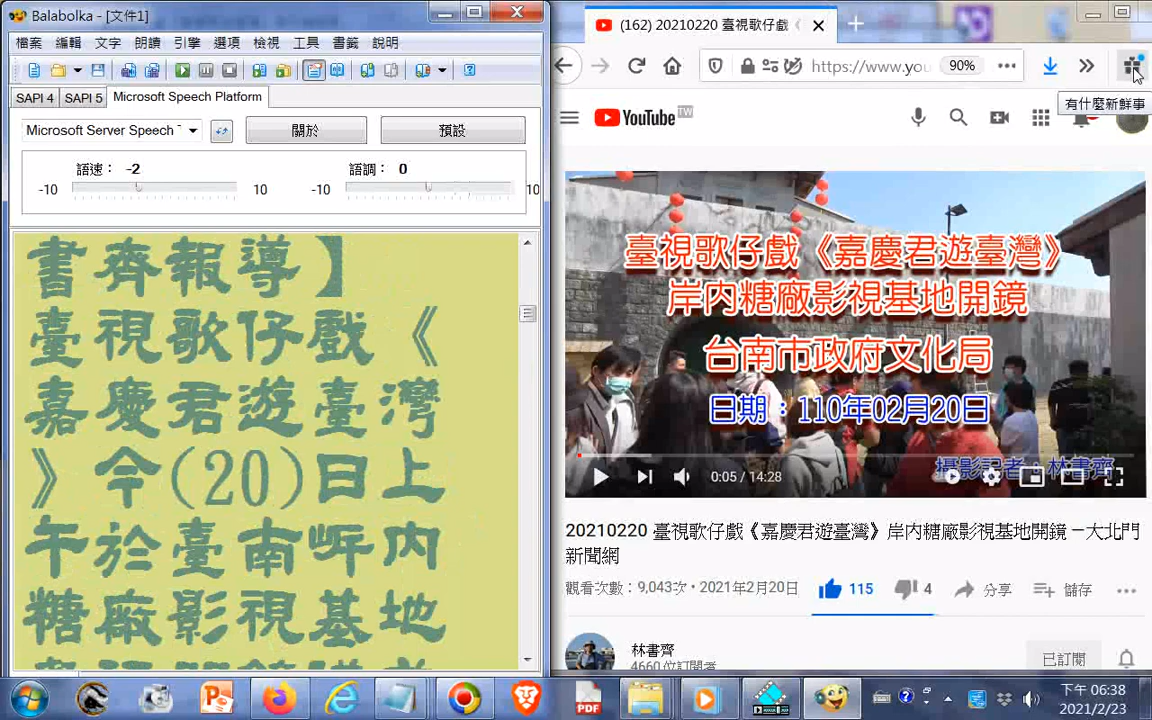 Balabolka - [文件1]
檔案 編輯 文字 朗讀 引擎 選項 檢視 工具 書籤 說明
SAPI 4 SAPI 5 Microsoft Speech Platform
Microsoft Server Speech
關於
預設
語速： -2
語調： 0
-10
10
-10
10
書齊報導】
臺視歌仔戲《
嘉慶君遊臺灣
》今(20)日上
午於臺南岸內
糖廠影視基地
(162) 20210220 臺視歌仔戲《
https://www.you
90%
有什麼新鮮事
YouTube TW
臺視歌仔戲《嘉慶君遊臺灣》
岸內糖廠影視基地開鏡
台南市政府文化局
日期：110年02月20日
攝影記者：林書齊
0:05 / 14:28
20210220 臺視歌仔戲《嘉慶君遊臺灣》岸內糖廠影視基地開鏡－大北門
新聞網
觀看次數：9,043次 • 2021年2月20日
115
4
分享
儲存
林書齊
4660位訂閱者
已訂閱
PDF
下午 06:38
2021/2/23